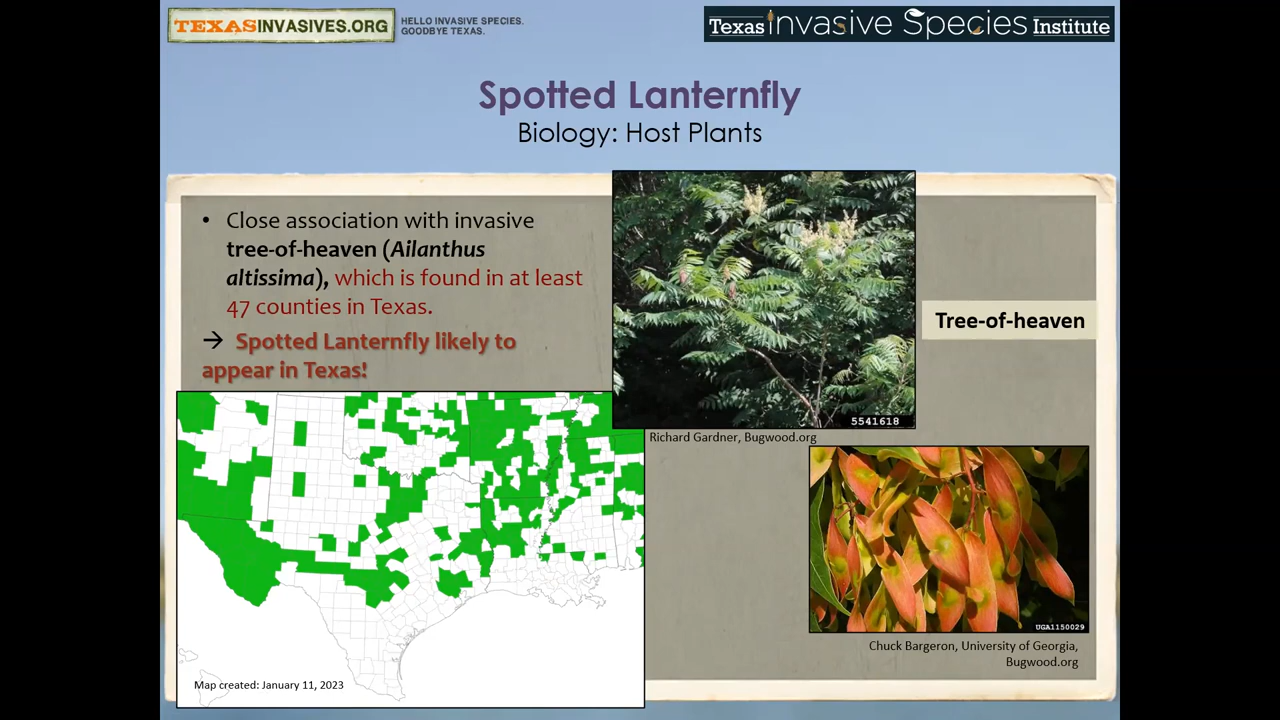 TEXASINVASIVES.ORG
HELLO INVASIVE SPECIES.
GOODBYE TEXAS.
Texas Invasive Species Institute
Spotted Lanternfly
Biology: Host Plants
• Close association with invasive
tree-of-heaven (Ailanthus
altissima), which is found in at least
47 counties in Texas.
→ Spotted Lanternfly likely to
appear in Texas!
5541618
Richard Gardner, Bugwood.org
Tree-of-heaven
UGA1150029
Chuck Bargeron, University of Georgia,
Bugwood.org
Map created: January 11, 2023